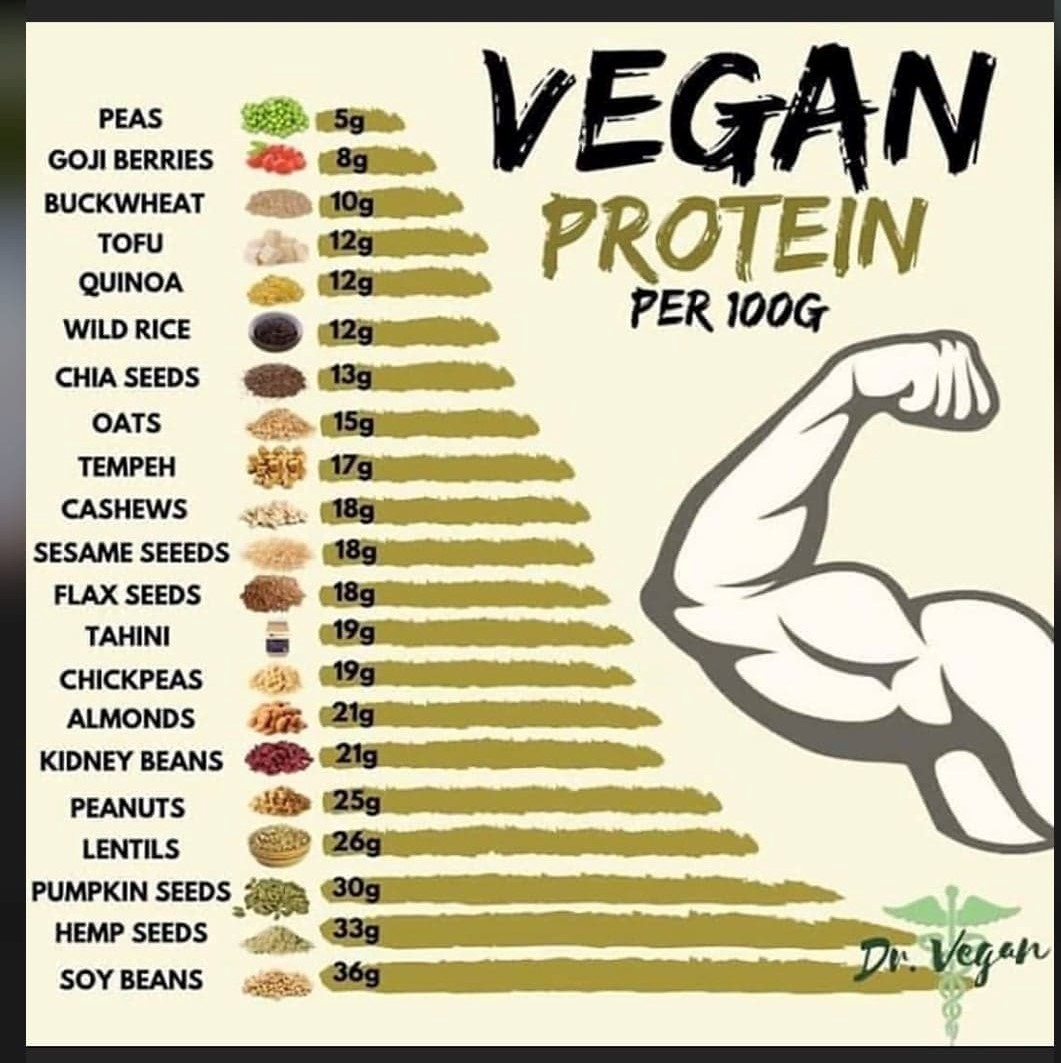 VEGAN
PROTEIN
PER 100G
PEAS 5g
GOJI BERRIES 8g
BUCKWHEAT 10g
TOFU 12g
QUINOA 12g
WILD RICE 12g
CHIA SEEDS 13g
OATS 15g
TEMPEH 17g
CASHEWS 18g
SESAME SEEEDS 18g
FLAX SEEDS 18g
TAHINI 19g
CHICKPEAS 19g
ALMONDS 21g
KIDNEY BEANS 21g
PEANUTS 25g
LENTILS 26g
PUMPKIN SEEDS 30g
HEMP SEEDS 33g
SOY BEANS 36g
Dr. Vegan